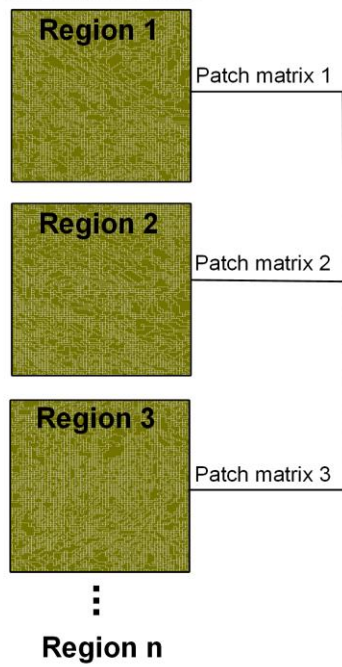 Region 1
Patch matrix 1
Region 2
Patch matrix 2
Region 3
Patch matrix 3
Region n